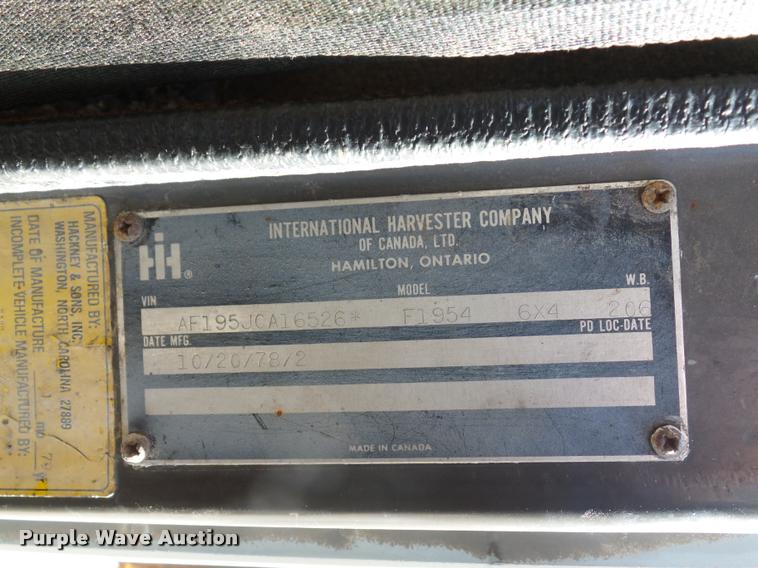 INTERNATIONAL HARVESTER COMPANY
OF CANADA, LTD.
HAMILTON, ONTARIO
IH ®
VIN MODEL W.B.
AF195JCA16526* F1954 6X4 206
DATE MFG. PD LOC-DATE
10/20/78/2
MADE IN CANADA
MANUFACTURED BY:
HACKNEY & SONS, INC.
WASHINGTON, NORTH CAROLINA 27889
DATE OF MANUFACTURE
INCOMPLETE VEHICLE MANUFACTURED BY:
Purple Wave Auction